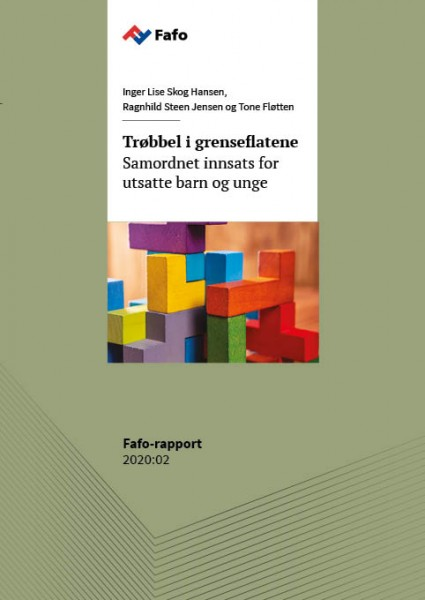 Fafo
Inger Lise Skog Hansen,
Ragnhild Steen Jensen og Tone Fløtten
Trøbbel i grenseflatene
Samordnet innsats for
utsatte barn og unge
Fafo-rapport
2020:02